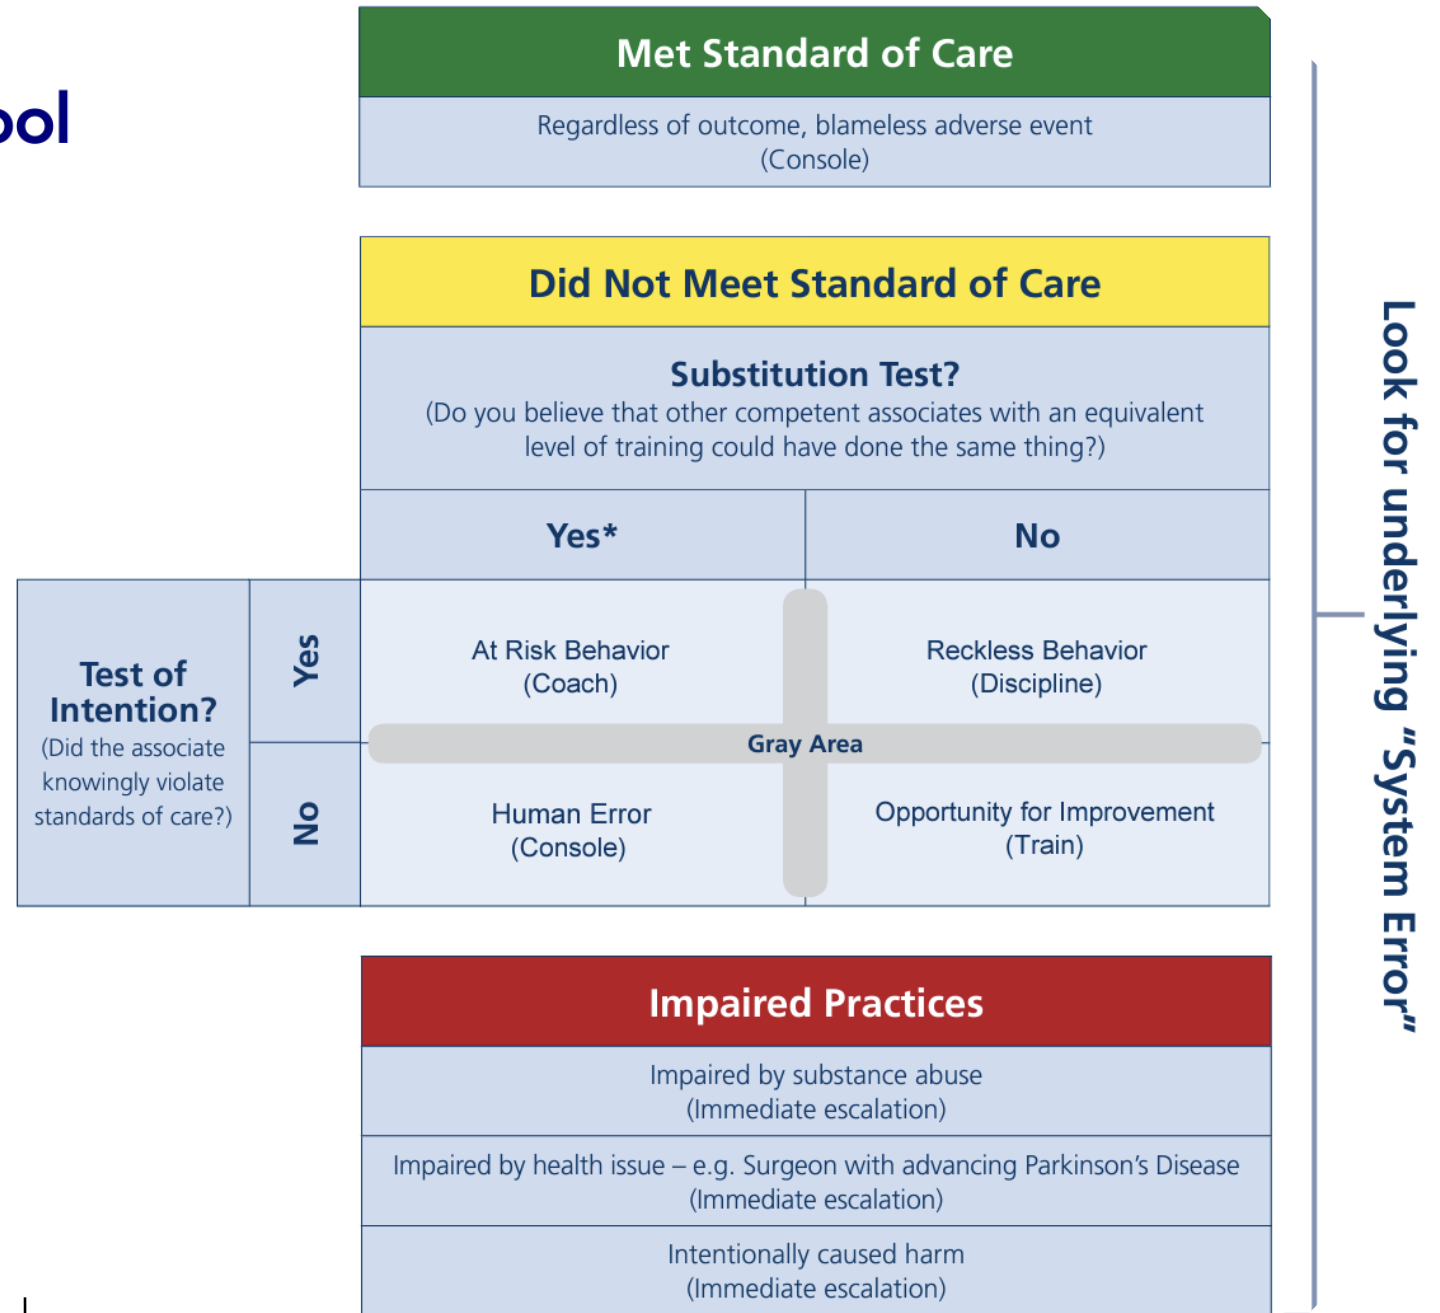 ool
Met Standard of Care
Regardless of outcome, blameless adverse event
(Console)
Did Not Meet Standard of Care
Substitution Test?
(Do you believe that other competent associates with an equivalent
level of training could have done the same thing?)
Yes*
No
Test of
Intention?
(Did the associate
knowingly violate
standards of care?)
Yes
At Risk Behavior
(Coach)
Reckless Behavior
(Discipline)
Gray Area
No
Human Error
(Console)
Opportunity for Improvement
(Train)
Impaired Practices
Impaired by substance abuse
(Immediate escalation)
Impaired by health issue – e.g. Surgeon with advancing Parkinson’s Disease
(Immediate escalation)
Intentionally caused harm
(Immediate escalation)
Look for underlying “System Error”